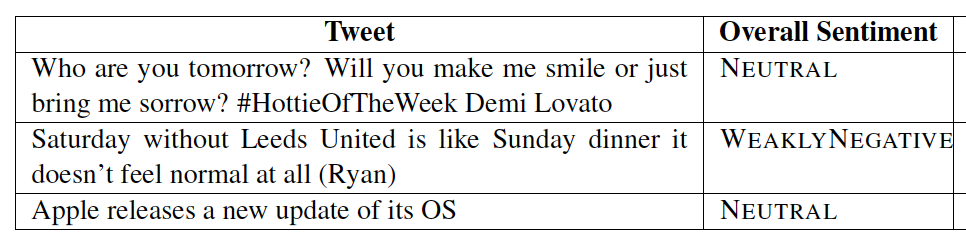 Tweet Overall Sentiment
Who are you tomorrow? Will you make me smile or just NEUTRAL
bring me sorrow? #HottieOfTheWeek Demi Lovato
Saturday without Leeds United is like Sunday dinner it WEAKLYNEGATIVE
doesn’t feel normal at all (Ryan)
Apple releases a new update of its OS NEUTRAL